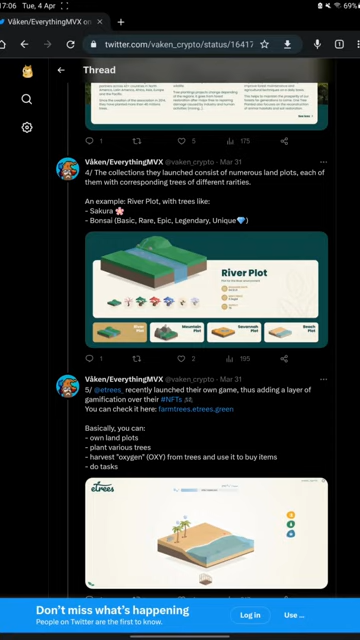 17:06 Tue, 4 Apr
69%
Våken/EverythingMVX on
twitter.com/vaken_crypto/status/16417
Thread
1
5
175
Våken/EverythingMVX @vaken_crypto · Mar 31
4/ The collections they launched consist of numerous land plots, each of
them with corresponding trees of different rarities.
An example: River Plot, with trees like:
- Sakura 🌸
- Bonsai (Basic, Rare, Epic, Legendary, Unique💎)
River Plot
River Plot
Mountain Plot
Savannah Plot
Beach Plot
1
2
195
Våken/EverythingMVX @vaken_crypto · Mar 31
5/ @etrees_ recently launched their own game, thus adding a layer of
gamification over their #NFTs
You can check it here: farmtrees.etrees.green
Basically, you can:
- own land plots
- plant various trees
- harvest "oxygen" (OXY) from trees and use it to buy items
- do tasks
etrees
Don't miss what's happening
People on Twitter are the first to know.
Log in
Use ...